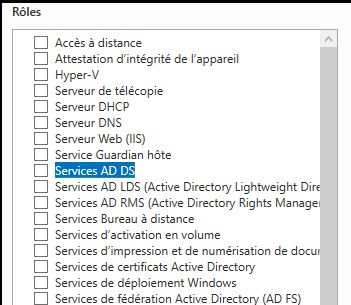 Rôles
Accès à distance
Attestation d'intégrité de l'appareil
Hyper-V
Serveur de télécopie
Serveur DHCP
Serveur DNS
Serveur Web (IIS)
Service Guardian hôte
Services AD DS
Services AD LDS (Active Directory Lightweight Dire
Services AD RMS (Active Directory Rights Manager
Services Bureau à distance
Services d'activation en volume
Services d'impression et de numérisation de docu
Services de certificats Active Directory
Services de déploiement Windows
Services de fédération Active Directory (AD FS)